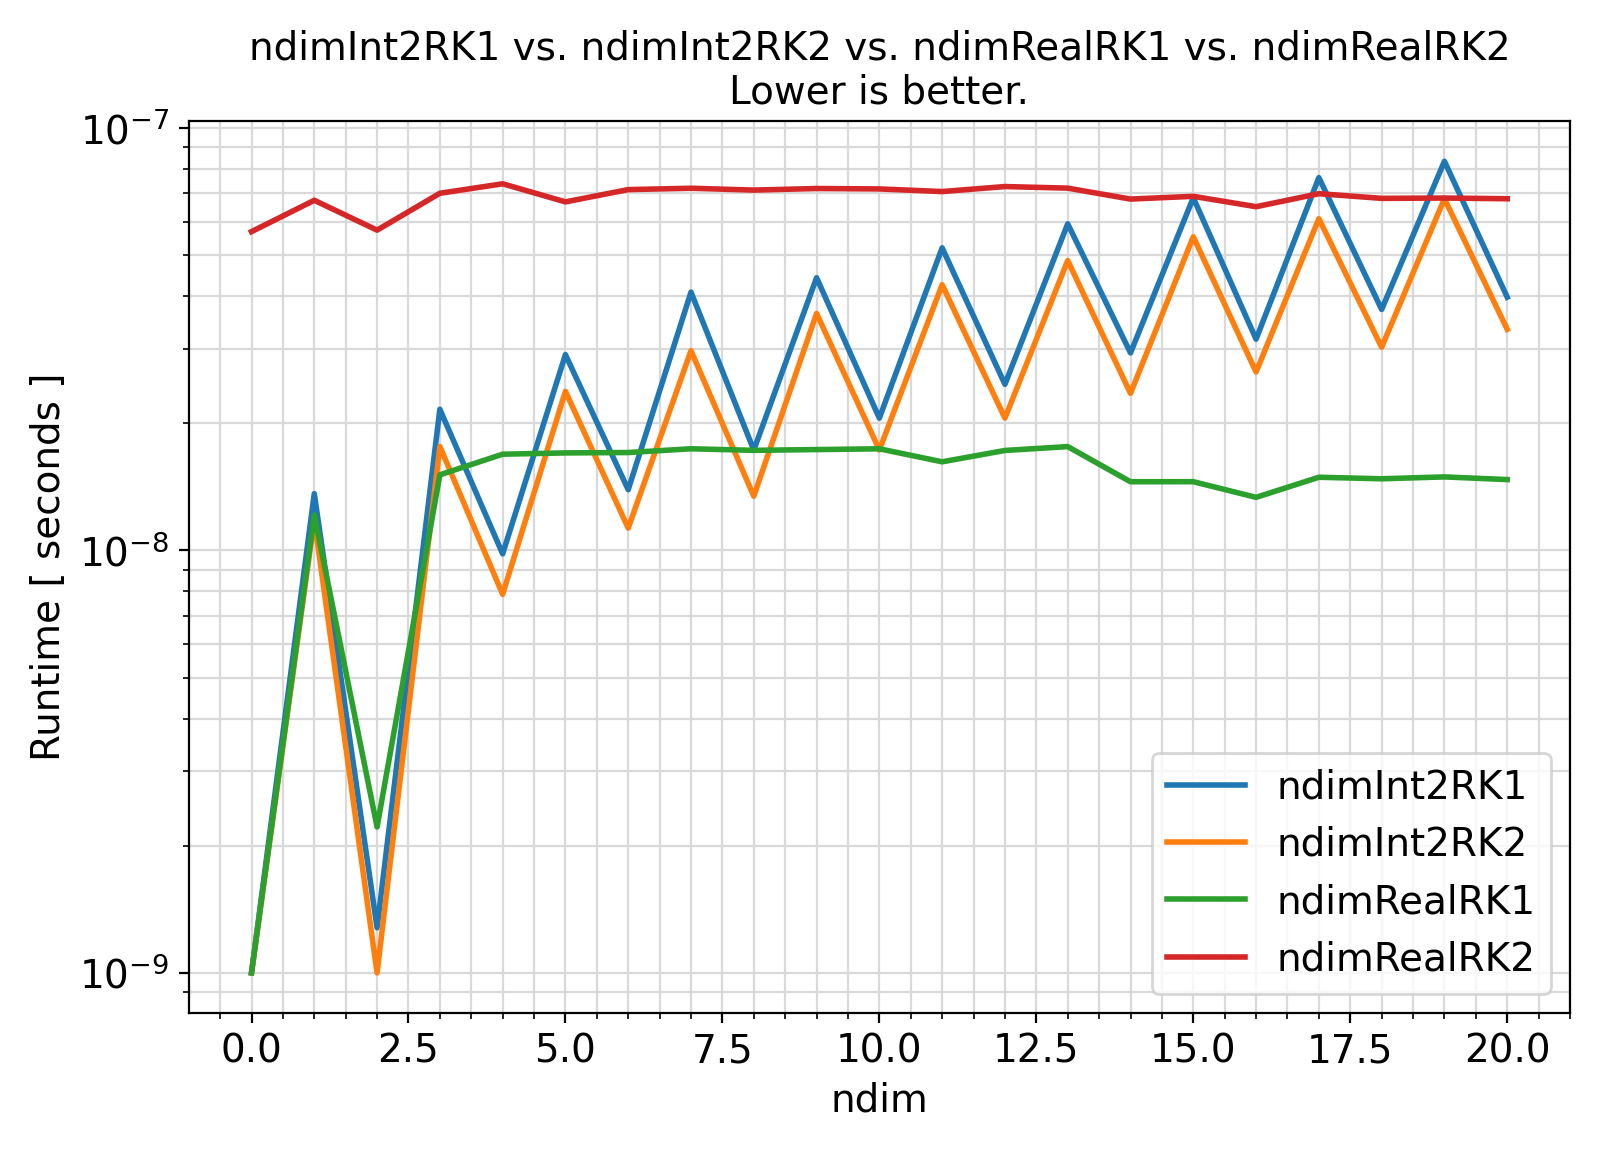 ndimInt2RK1 vs. ndimInt2RK2 vs. ndimRealRK1 vs. ndimRealRK2
Lower is better.
10⁻⁷
10⁻⁸
10⁻⁹
Runtime [ seconds ]
ndimInt2RK1
ndimInt2RK2
ndimRealRK1
ndimRealRK2
0.0 2.5 5.0 7.5 10.0 12.5 15.0 17.5 20.0
ndim